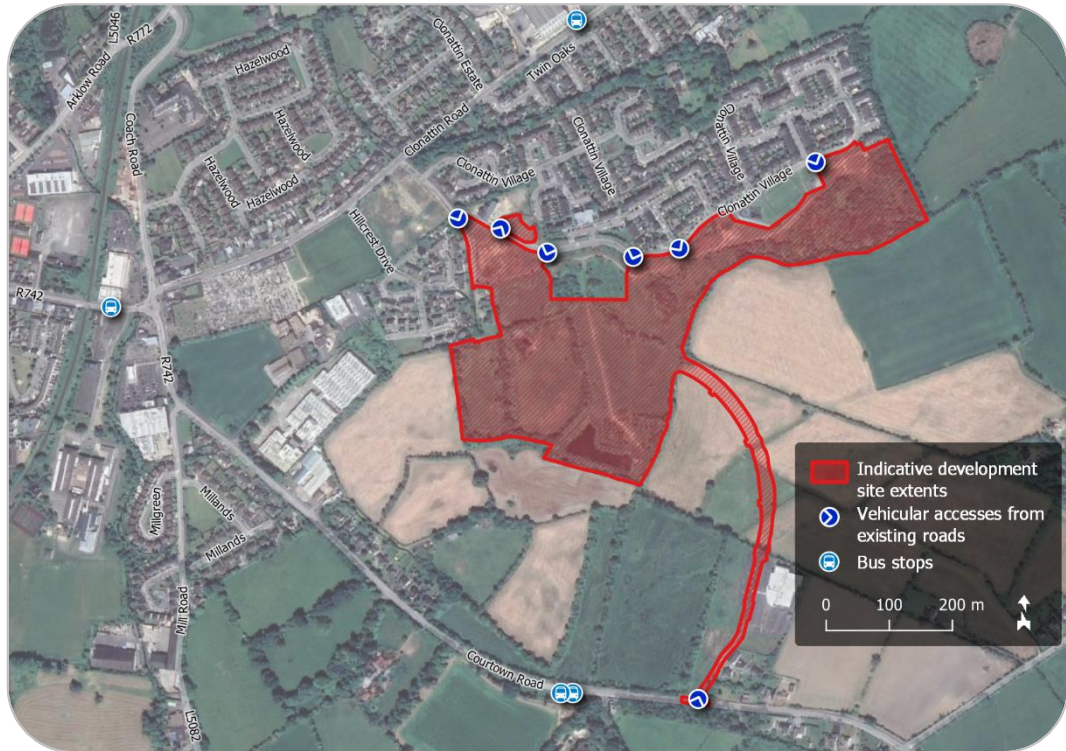 L5046
R772
Arklow Road
Coach Road
Hazelwood
Hazelwood
Hazelwood
Hazelwood
Hazelwood
Clonattin Estate
Twin Oaks
Clonattin Road
Clonattin Village
Clonattin Village
Clonattin Village
Clonattin Village
Hillcrest Drive
R742
R742
Millands
Millands
Milgreen
Mill Road
L5082
Courtown Road
Indicative development
site extents
Vehicular accesses from
existing roads
Bus stops
0 100 200 m